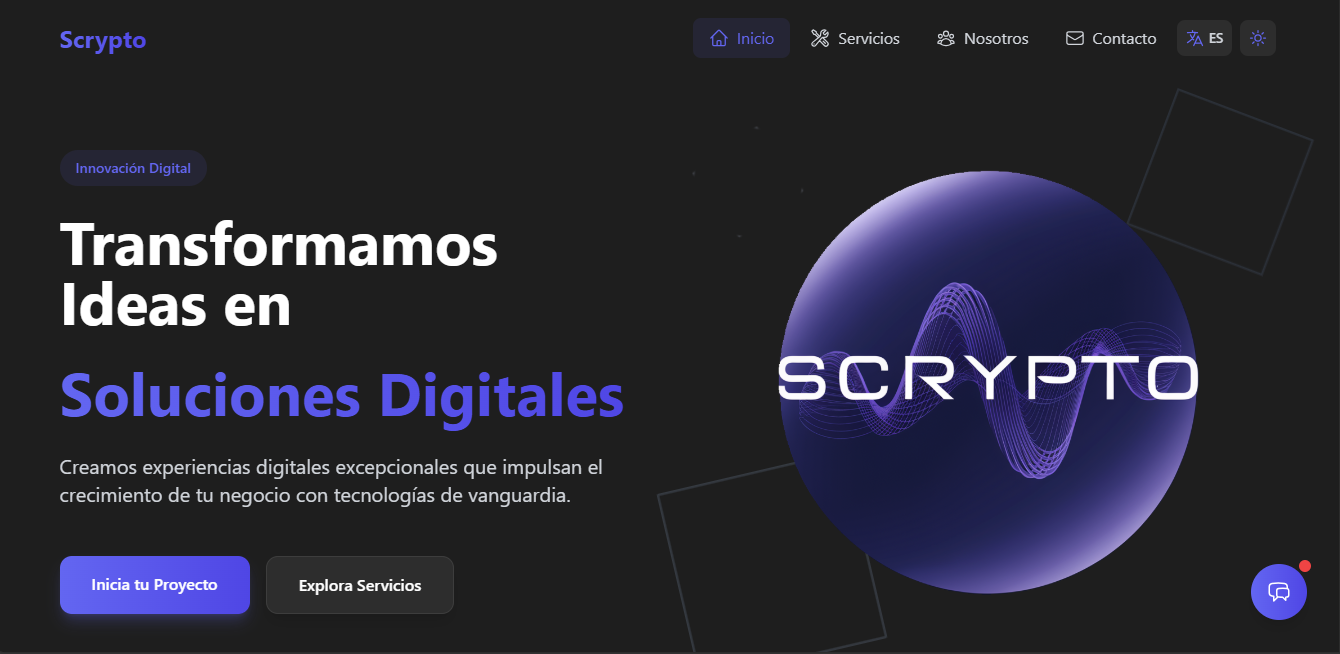 Scrypto
Inicio
Servicios
Nosotros
Contacto
ES
Innovación Digital
Transformamos
Ideas en
Soluciones Digitales
Creamos experiencias digitales excepcionales que impulsan el
crecimiento de tu negocio con tecnologías de vanguardia.
Inicia tu Proyecto
Explora Servicios
SCRYPTO